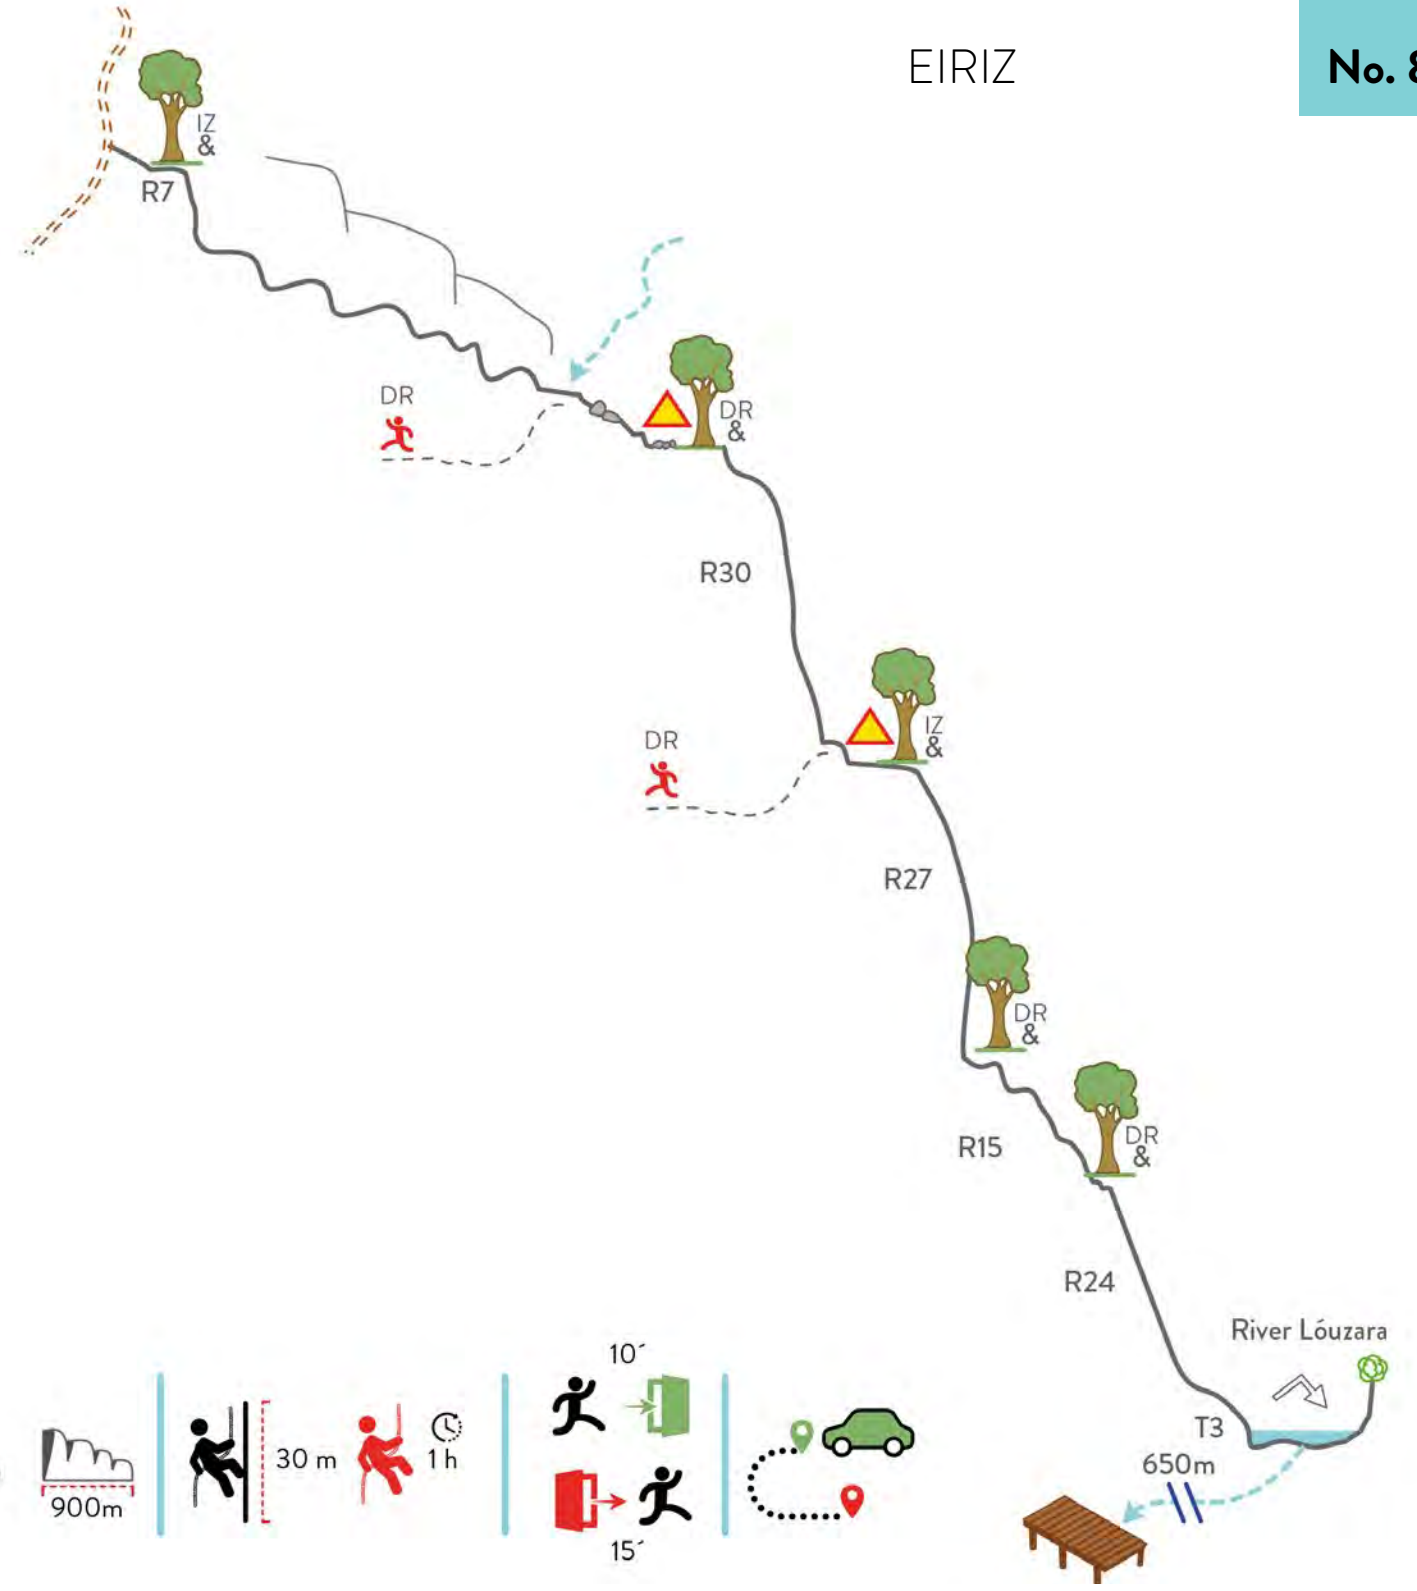 EIRIZ
No. 8
IZ
&
R7
DR
DR
&
R30
IZ
&
DR
R27
DR
&
DR
&
R15
R24
River Lóuzara
T3
650m
10´
30 m
1 h
900m
15´